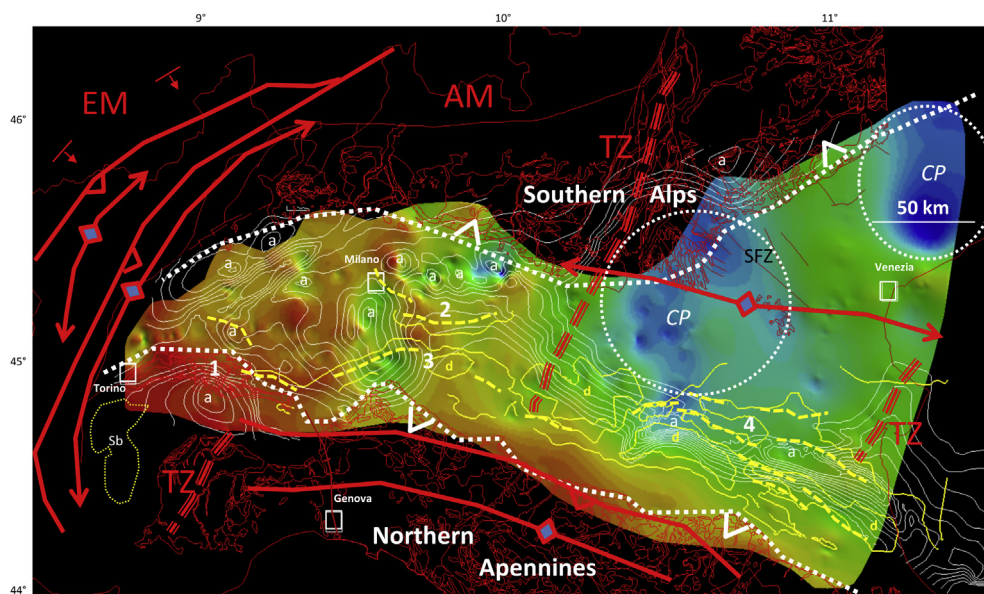 9° 10° 11°
EM AM
46°
TZ
a
CP
Southern Alps
50 km
a
a
Milano
a a a a
SFZ
Venezia
a
2
CP
a
45°
1 3
d
Torino
a
d
4
a
d
a
TZ
Sb
TZ
Genova
d
Northern
Apennines
44°